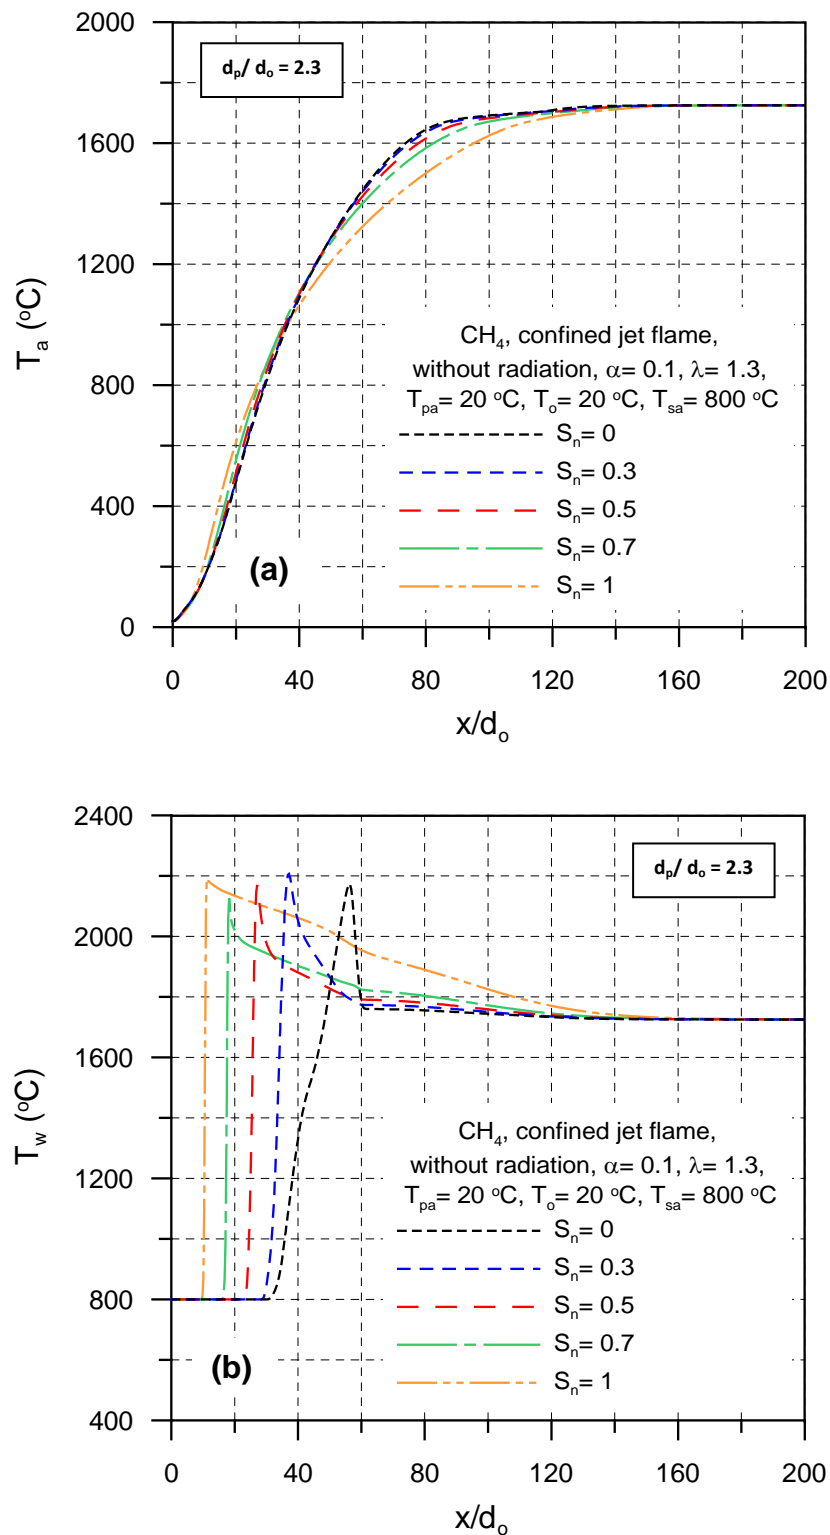 2000
1600
1200
800
400
0
T_a (°C)
d_p/ d_o = 2.3
CH_4, confined jet flame,
without radiation, α= 0.1, λ= 1.3,
T_pa= 20 °C, T_o= 20 °C, T_sa= 800 °C
S_n= 0
S_n= 0.3
S_n= 0.5
S_n= 0.7
S_n= 1
(a)
0 40 80 120 160 200
x/d_o
2400
2000
1600
1200
800
400
T_w (°C)
d_p/ d_o = 2.3
CH_4, confined jet flame,
without radiation, α= 0.1, λ= 1.3,
T_pa= 20 °C, T_o= 20 °C, T_sa= 800 °C
S_n= 0
S_n= 0.3
S_n= 0.5
S_n= 0.7
S_n= 1
(b)
0 40 80 120 160 200
x/d_o